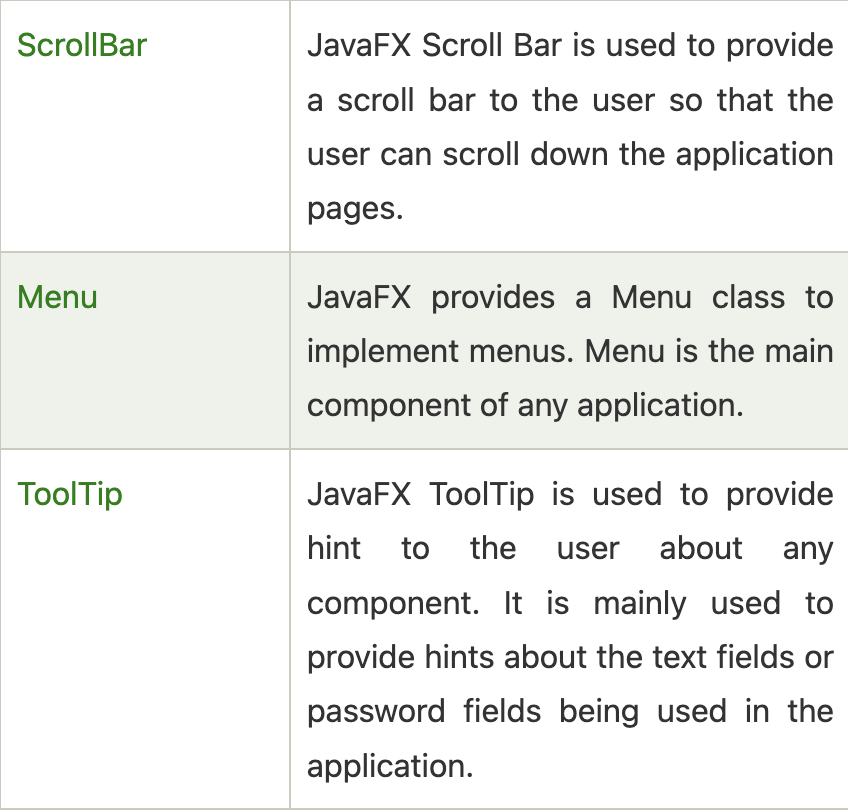 ScrollBar
JavaFX Scroll Bar is used to provide
a scroll bar to the user so that the
user can scroll down the application
pages.
Menu
JavaFX provides a Menu class to
implement menus. Menu is the main
component of any application.
ToolTip
JavaFX ToolTip is used to provide
hint to the user about any
component. It is mainly used to
provide hints about the text fields or
password fields being used in the
application.